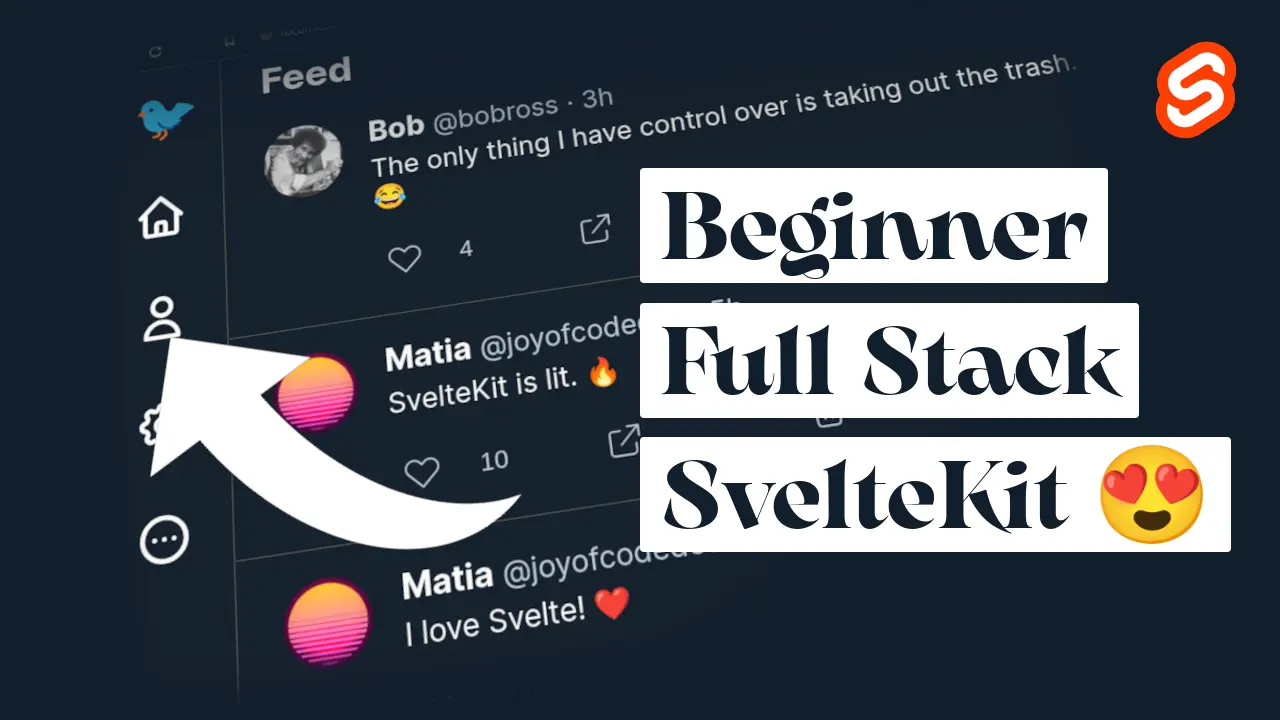 Feed
Bob @bobross · 3h
The only thing I have control over is taking out the trash.
😂
4
Beginner
Matia @joyofcode
SvelteKit is lit. 🔥
Full Stack
10
SvelteKit 😍
Matia @joyofcode
I love Svelte! ❤️